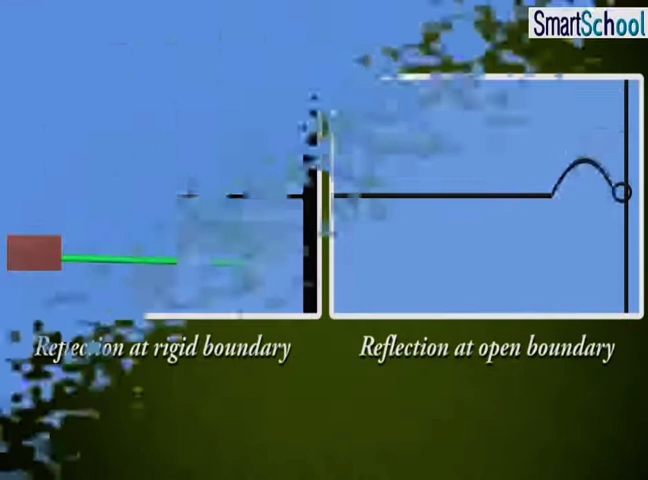 SmartSchool
Reflection at rigid boundary
Reflection at open boundary